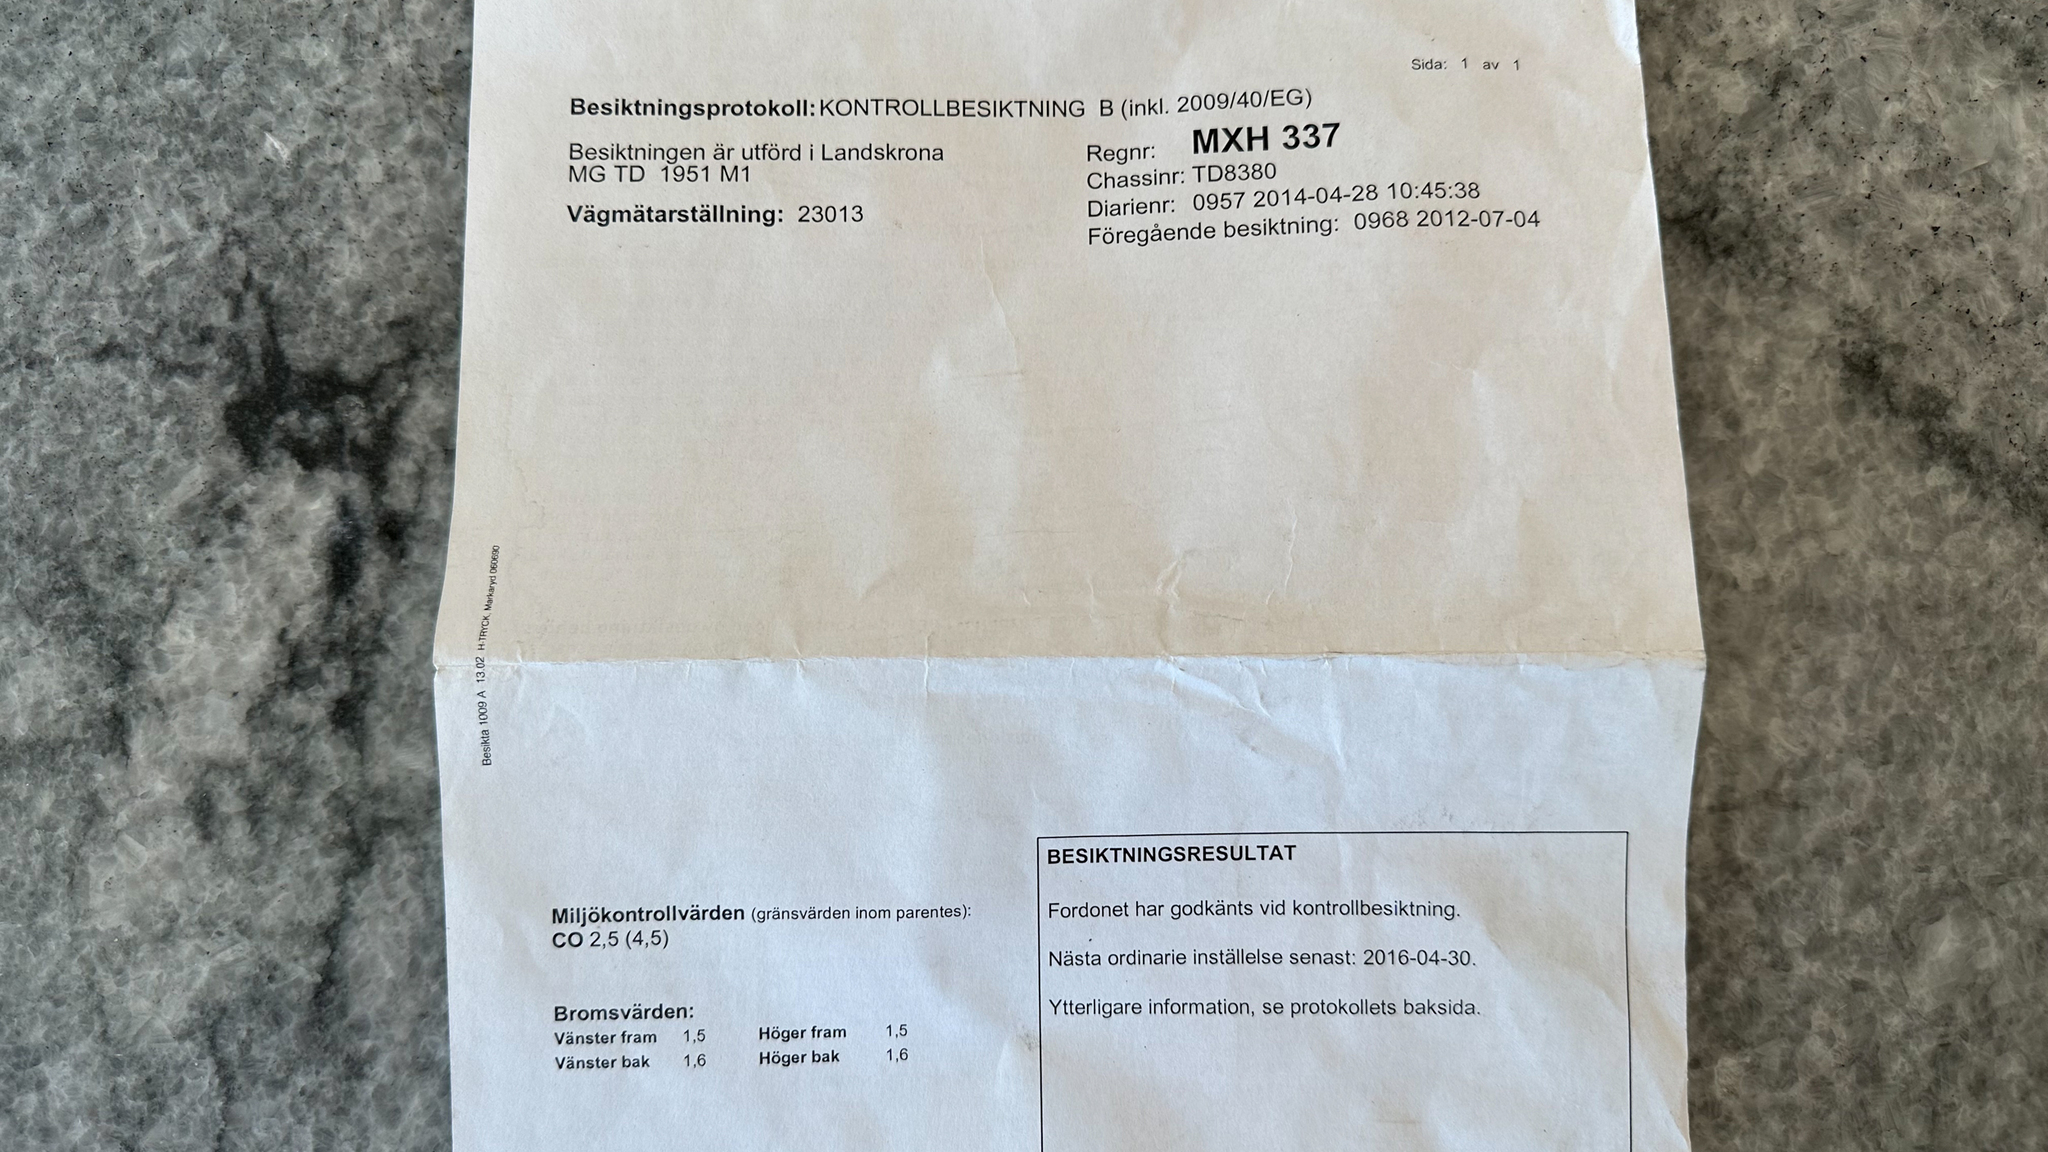 Sida: 1 av 1
Besiktningsprotokoll: KONTROLLBESIKTNING B (inkl. 2009/40/EG)
Besiktningen är utförd i Landskrona
MG TD 1951 M1
Vägmätarställning: 23013
Regnr: MXH 337
Chassinr: TD8380
Diarienr: 0957 2014-04-28 10:45:38
Föregående besiktning: 0968 2012-07-04
Besikta 1009 A 13.02 H-TRYCK, Markaryd 060690
Miljökontrollvärden (gränsvärden inom parentes):
CO 2,5 (4,5)
Bromsvärden:
Vänster fram 1,5 Höger fram 1,5
Vänster bak 1,6 Höger bak 1,6
BESIKTNINGSRESULTAT
Fordonet har godkänts vid kontrollbesiktning.
Nästa ordinarie inställelse senast: 2016-04-30.
Ytterligare information, se protokollets baksida.